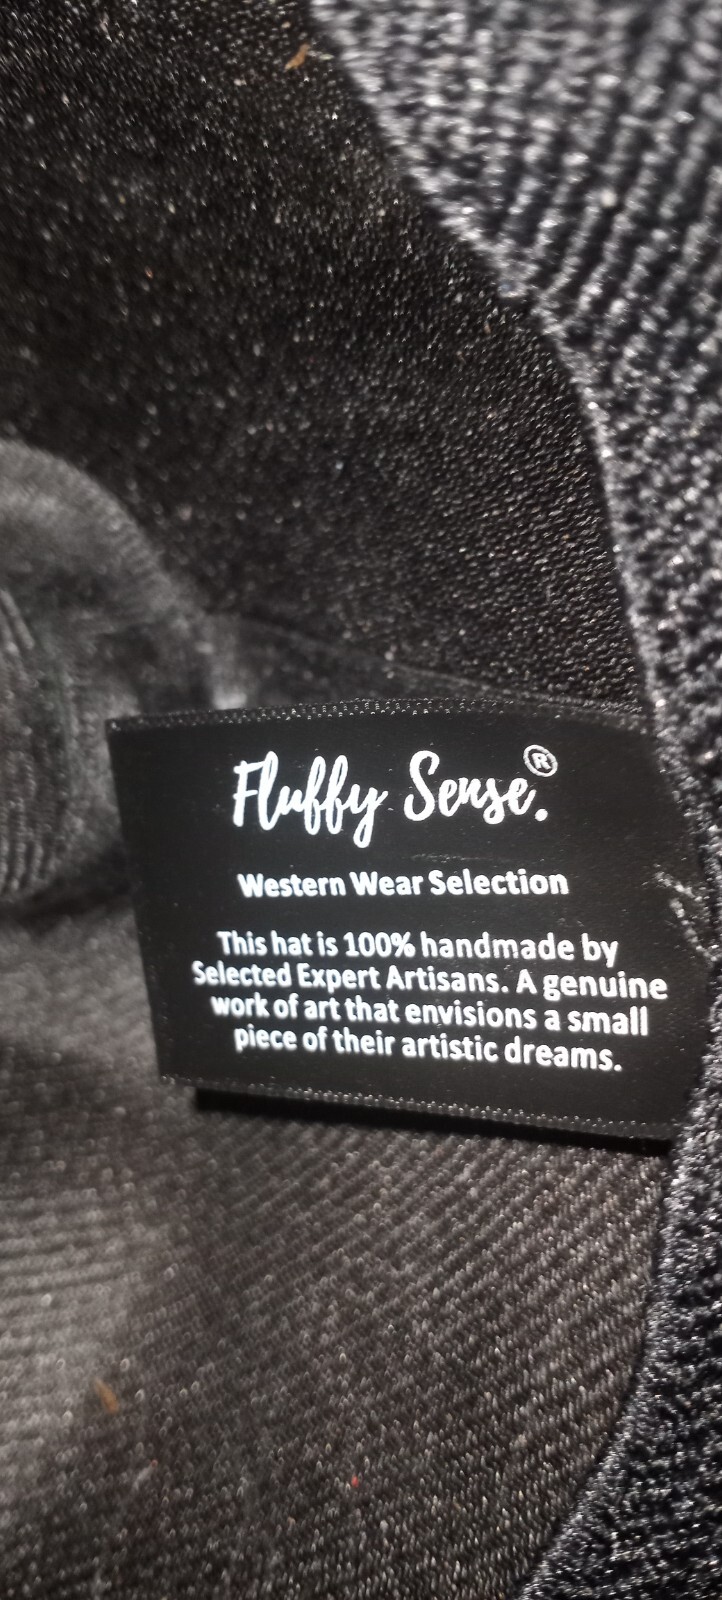 Fluffy Sense.®
Western Wear Selection
This hat is 100% handmade by
Selected Expert Artisans. A genuine
work of art that envisions a small
piece of their artistic dreams.